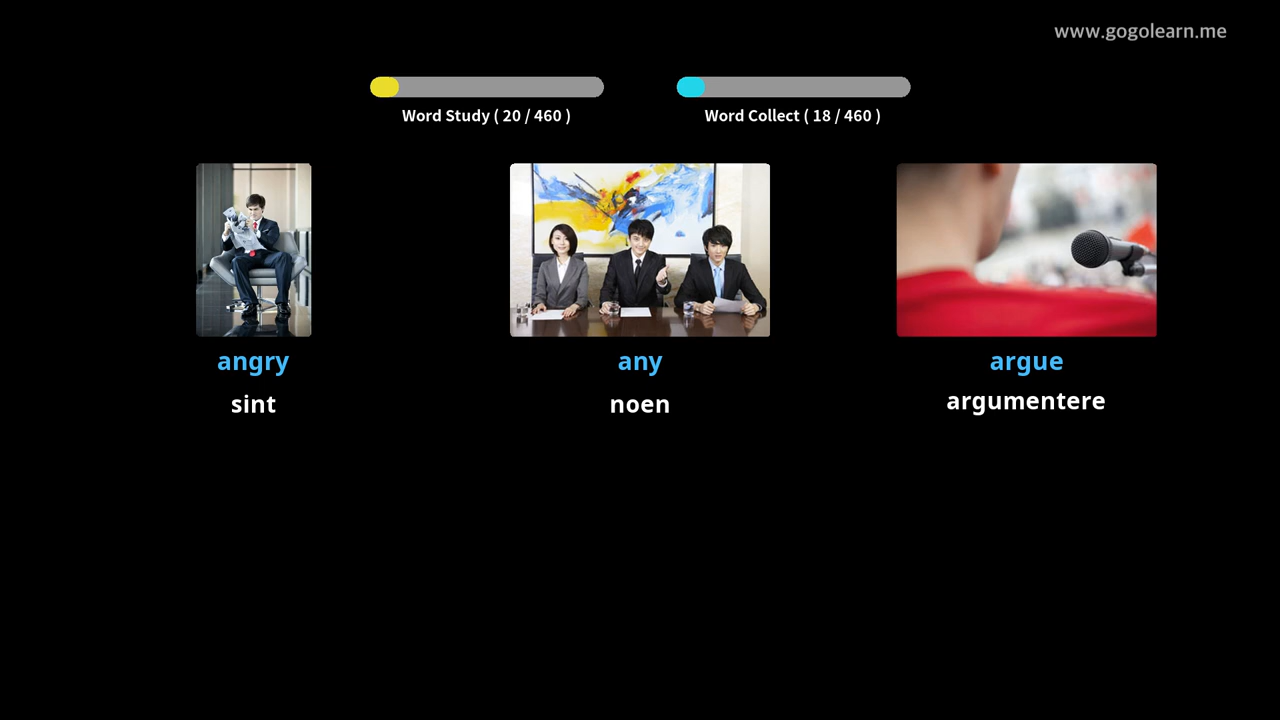 www.gogolearn.me
Word Study ( 20 / 460 )
Word Collect ( 18 / 460 )
angry
any
argue
sint
noen
argumentere